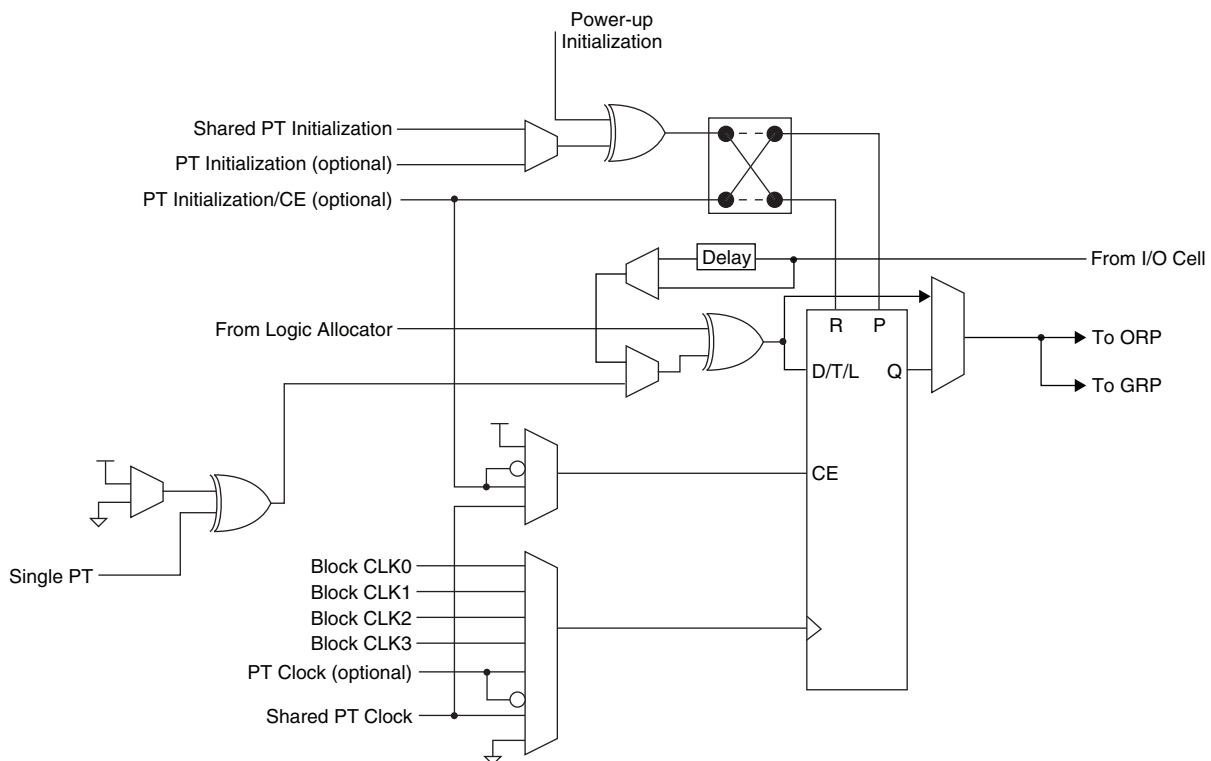 Power-up
Initialization
Shared PT Initialization
PT Initialization (optional)
PT Initialization/CE (optional)
Delay
From I/O Cell
From Logic Allocator
R P
To ORP
D/T/L Q
To GRP
CE
Single PT
Block CLK0
Block CLK1
Block CLK2
Block CLK3
PT Clock (optional)
Shared PT Clock